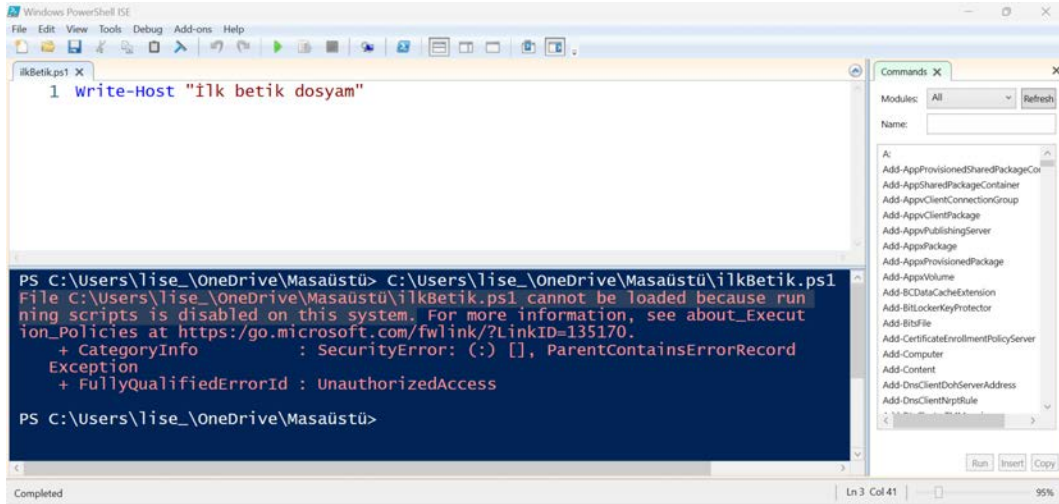 Windows PowerShell ISE
File Edit View Tools Debug Add-ons Help
ilkBetik.ps1 X
1 Write-Host "İlk betik dosyam"
PS C:\Users\lise_\OneDrive\Masaüstü> C:\Users\lise_\OneDrive\Masaüstü\ilkBetik.ps1
File C:\Users\lise_\OneDrive\Masaüstü\ilkBetik.ps1 cannot be loaded because run
ning scripts is disabled on this system. For more information, see about_Execut
ion_Policies at https:/go.microsoft.com/fwlink/?LinkID=135170.
+ CategoryInfo : SecurityError: (:) [], ParentContainsErrorRecord
Exception
+ FullyQualifiedErrorId : UnauthorizedAccess
PS C:\Users\lise_\OneDrive\Masaüstü>
Commands X
Modules: All Refresh
Name:
A:
Add-AppProvisionedSharedPackageCo
Add-AppSharedPackageContainer
Add-AppvClientConnectionGroup
Add-AppvClientPackage
Add-AppvPublishingServer
Add-AppxPackage
Add-AppxProvisionedPackage
Add-AppxVolume
Add-BCDataCacheExtension
Add-BitLockerKeyProtector
Add-BitsFile
Add-CertificateEnrollmentPolicyServer
Add-Computer
Add-Content
Add-DnsClientDohServerAddress
Add-DnsClientNrptRule
Run Insert Copy
Completed Ln 3 Col 41 95%